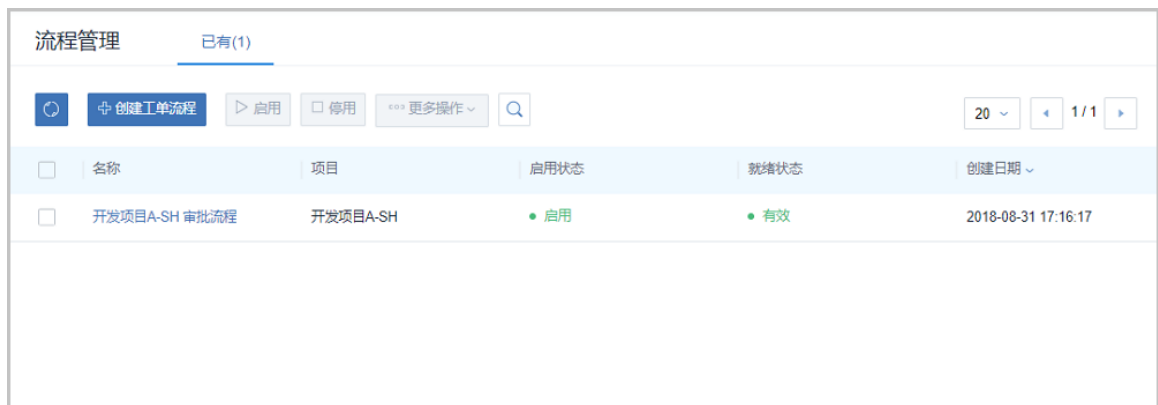 流程管理 已有(1)
创建工单流程 启用 停用 更多操作 20 1 / 1
名称 项目 启用状态 就绪状态 创建日期
开发项目A-SH 审批流程 开发项目A-SH 启用 有效 2018-08-31 17:16:17